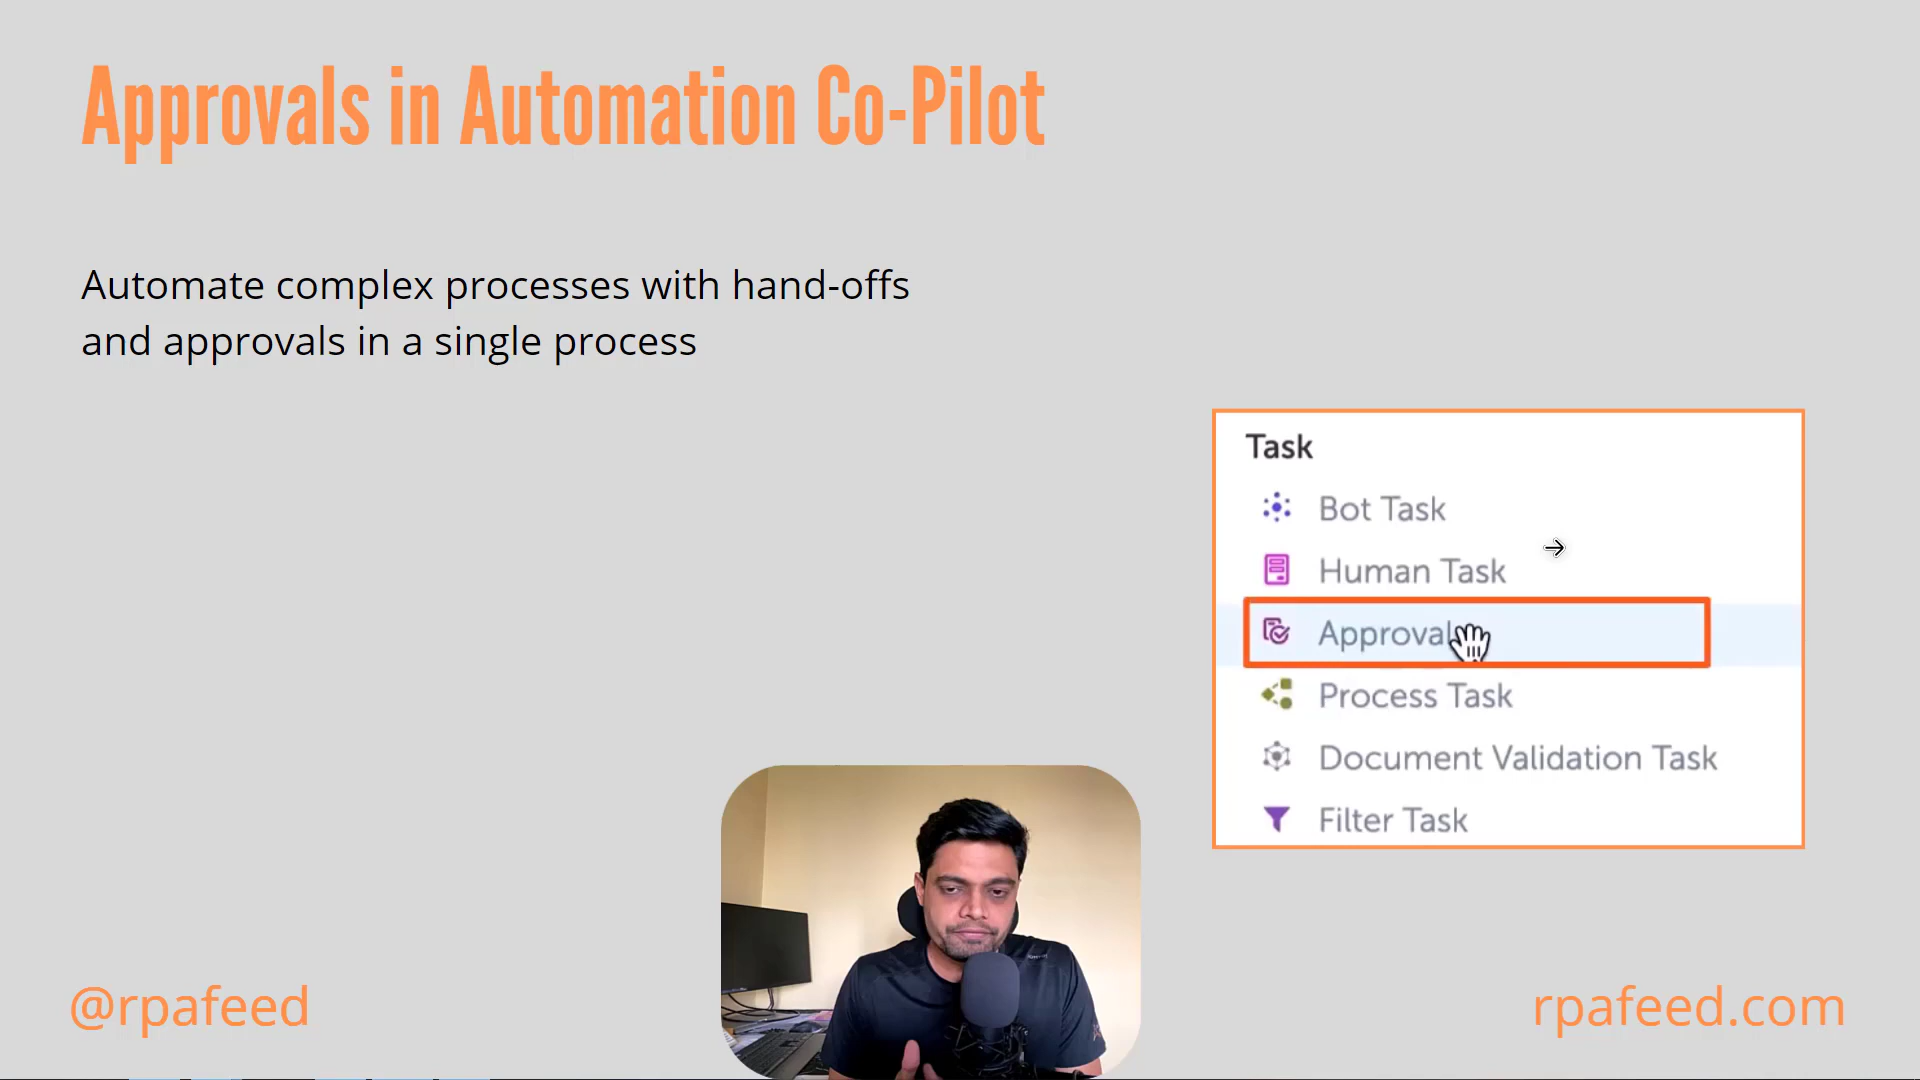 Approvals in Automation Co-Pilot
Automate complex processes with hand-offs
and approvals in a single process
Task
Bot Task
Human Task
Approval
Process Task
Document Validation Task
Filter Task
@rpafeed
rpafeed.com